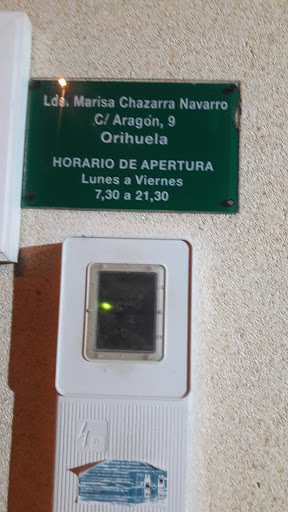 Lda. Marisa Chazarra Navarro
C/ Aragón, 9
Orihuela
HORARIO DE APERTURA
Lunes a Viernes
7,30 a 21,30